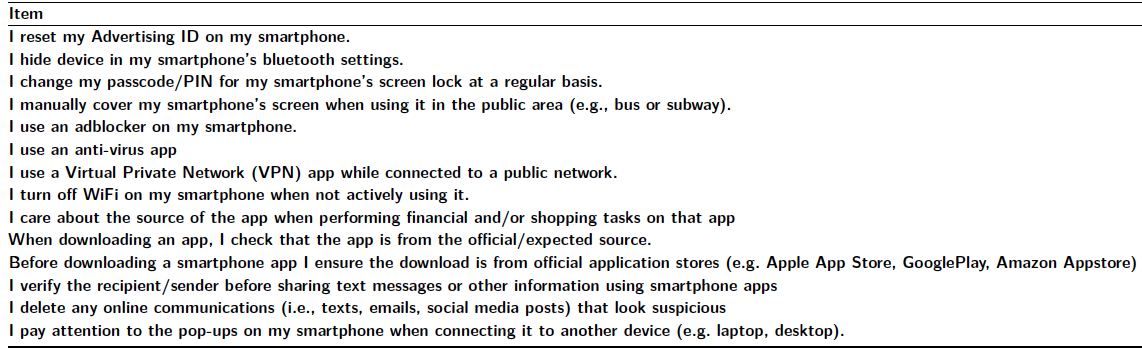 Item
I reset my Advertising ID on my smartphone.
I hide device in my smartphone's bluetooth settings.
I change my passcode/PIN for my smartphone's screen lock at a regular basis.
I manually cover my smartphone's screen when using it in the public area (e.g., bus or subway).
I use an adblocker on my smartphone.
I use an anti-virus app
I use a Virtual Private Network (VPN) app while connected to a public network.
I turn off WiFi on my smartphone when not actively using it.
I care about the source of the app when performing financial and/or shopping tasks on that app
When downloading an app, I check that the app is from the official/expected source.
Before downloading a smartphone app I ensure the download is from official application stores (e.g. Apple App Store, GooglePlay, Amazon Appstore)
I verify the recipient/sender before sharing text messages or other information using smartphone apps
I delete any online communications (i.e., texts, emails, social media posts) that look suspicious
I pay attention to the pop-ups on my smartphone when connecting it to another device (e.g. laptop, desktop).